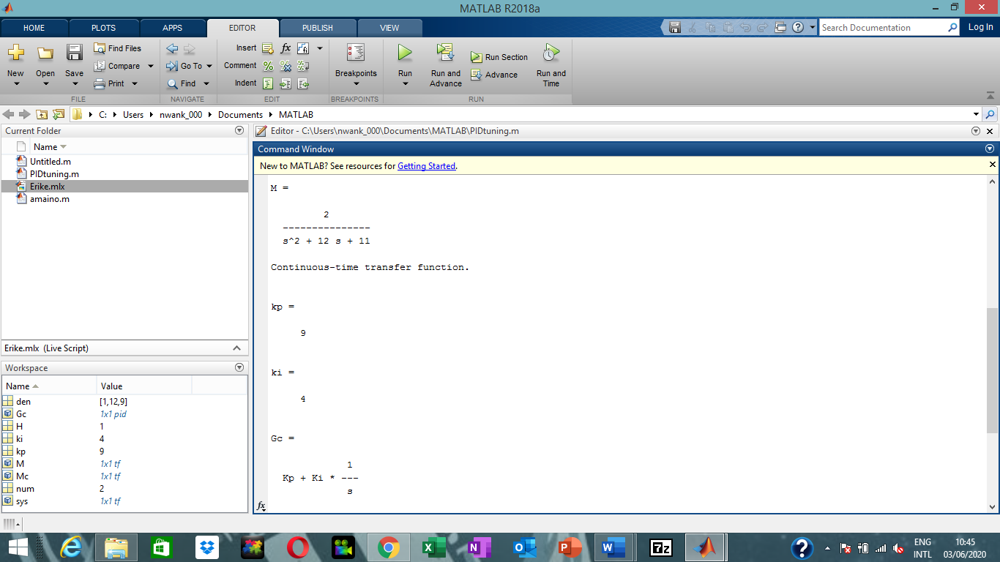 MATLAB R2018a
HOME PLOTS APPS EDITOR PUBLISH VIEW
Search Documentation
Log In
New
Open
Save
Find Files
Compare
Print
FILE
Go To
Find
NAVIGATE
Insert
Comment
Indent
fx
EDIT
Breakpoints
BREAKPOINTS
Run
Run and
Advance
Run Section
Advance
Run and
Time
RUN
C: Users nwank_000 Documents MATLAB
Current Folder
Name
Untitled.m
PIDtuning.m
Erike.mlx
amaino.m
Erike.mlx (Live Script)
Workspace
Name Value
den [1,12,9]
Gc 1x1 pid
H 1
ki 4
kp 9
M 1x1 tf
Mc 1x1 tf
num 2
sys 1x1 tf
Editor - C:\Users\nwank_000\Documents\MATLAB\PIDtuning.m
Command Window
New to MATLAB? See resources for Getting Started.
M =
2
---------------
s^2 + 12 s + 11
Continuous-time transfer function.
kp =
9
ki =
4
Gc =
1
Kp + Ki * ---
s
fx
ENG
INTL
10:45
03/06/2020